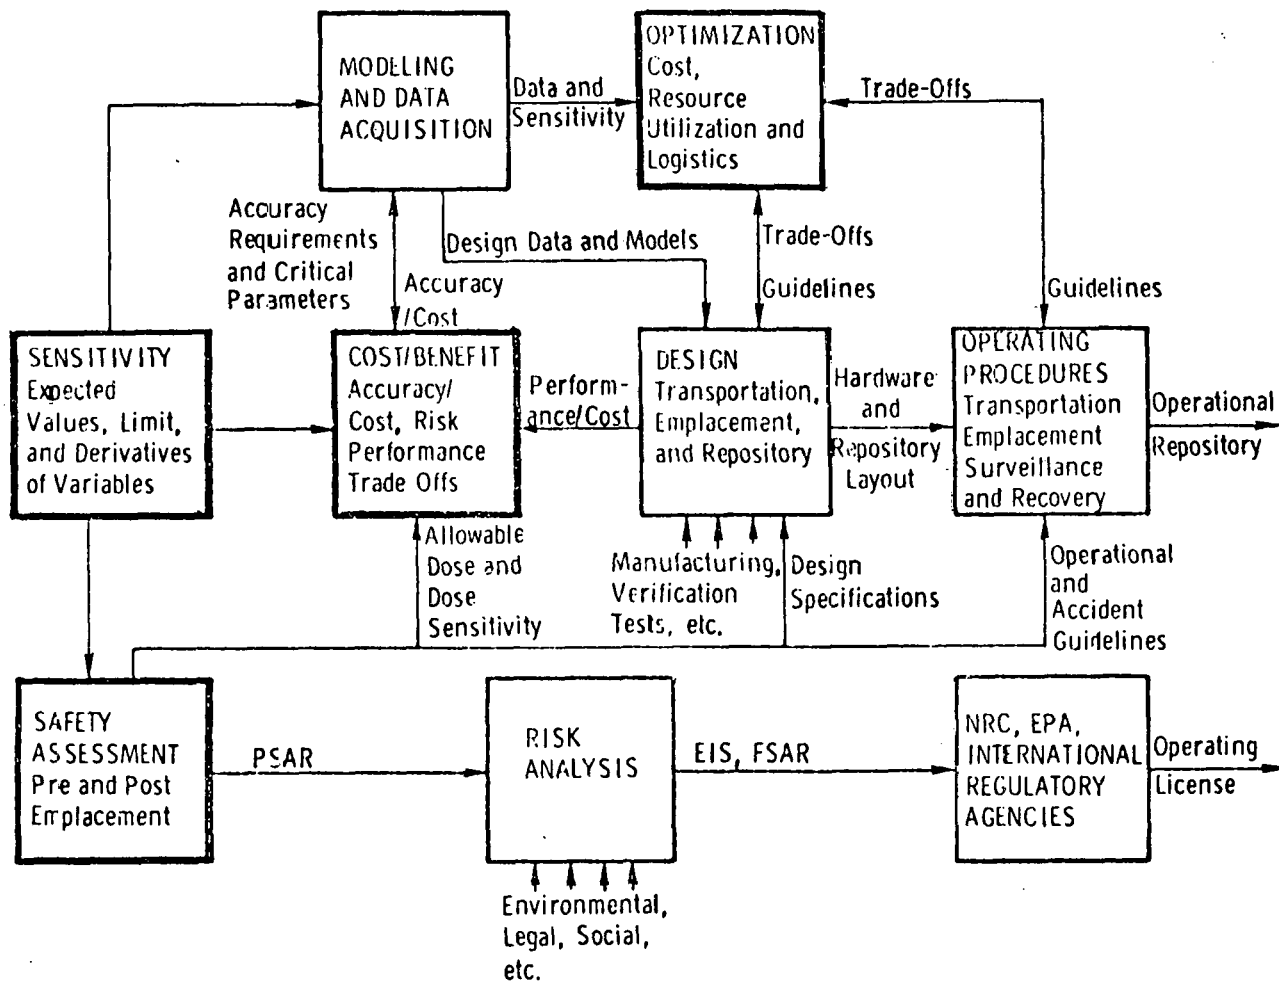 MODELING
AND DATA
ACQUISITION
Data and
Sensitivity
OPTIMIZATION
Cost,
Resource
Utilization and
Logistics
Trade-Offs
Accuracy
Requirements
and Critical
Parameters
Accuracy
/Cost
Design Data and Models
Trade-Offs
Guidelines
Guidelines
SENSITIVITY
Expected
Values, Limit,
and Derivatives
of Variables
COST/BENEFIT
Accuracy/
Cost, Risk
Performance
Trade Offs
Perform-
ance/Cost
DESIGN
Transportation,
Emplacement,
and Repository
Hardware
and
Repository
Layout
OPERATING
PROCEDURES
Transportation
Emplacement
Surveillance
and Recovery
Operational
Repository
Allowable
Dose and
Dose
Sensitivity
Manufacturing,
Verification
Tests, etc.
Design
Specifications
Operational
and
Accident
Guidelines
SAFETY
ASSESSMENT
Pre and Post
Emplacement
PSAR
RISK
ANALYSIS
EIS, FSAR
NRC, EPA,
INTERNATIONAL
REGULATORY
AGENCIES
Operating
License
Environmental,
Legal, Social,
etc.